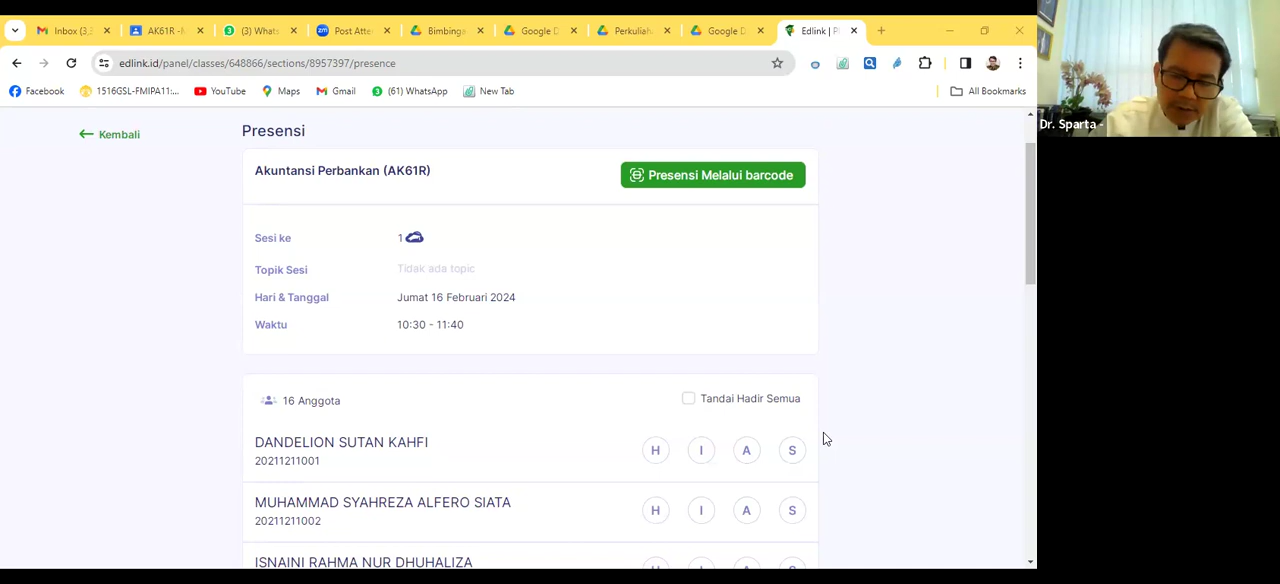 Inbox (3,
AK61R -
(3) Whats
Post Atte
Bimbinga
Google D
Perkuliah
Google D
Edlink | P
edlink.id/panel/classes/648866/sections/8957397/presence
Facebook
1516GSL-FMIPA11:...
YouTube
Maps
Gmail
(61) WhatsApp
New Tab
All Bookmarks
Dr. Sparta -
Kembali
Presensi
Akuntansi Perbankan (AK61R)
Presensi Melalui barcode
Sesi ke 1
Topik Sesi Tidak ada topic
Hari & Tanggal Jumat 16 Februari 2024
Waktu 10:30 - 11:40
16 Anggota
Tandai Hadir Semua
DANDELION SUTAN KAHFI
20211211001
H I A S
MUHAMMAD SYAHREZA ALFERO SIATA
20211211002
H I A S
ISNAINI RAHMA NUR DHUHALIZA
H I A S